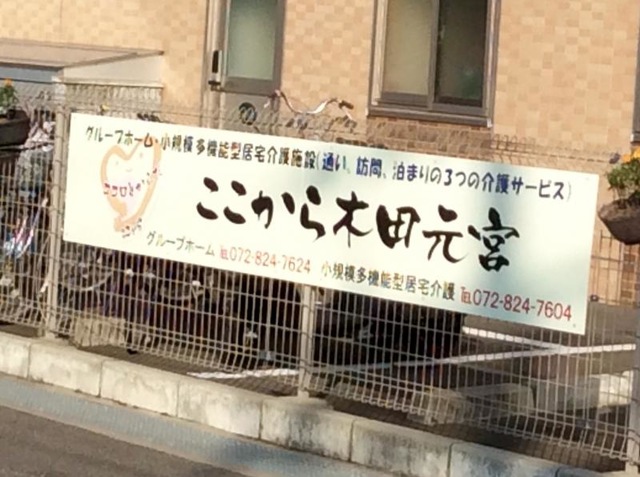 グループホーム・小規模多機能型居宅介護施設(通い、訪問、泊まりの3つの介護サービス)
ここから木田元宮
グループホーム ℡072-824-7624 小規模多機能型居宅介護 ℡072-824-7604